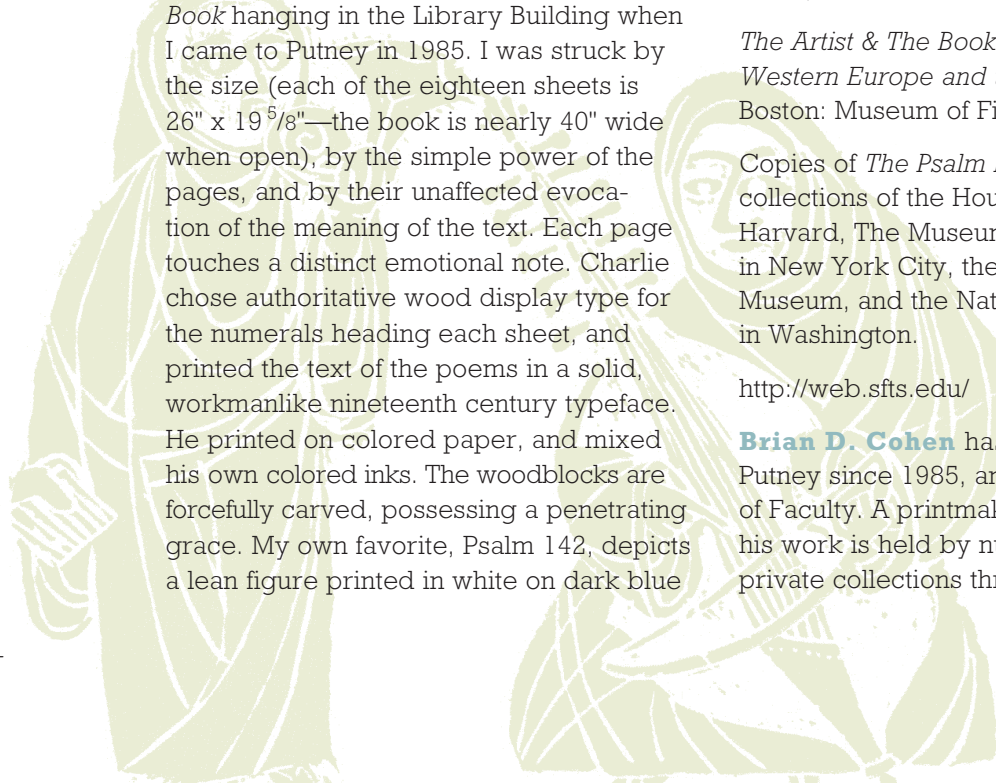 Book hanging in the Library Building when
I came to Putney in 1985. I was struck by
the size (each of the eighteen sheets is
26" x 19 5/8"—the book is nearly 40" wide
when open), by the simple power of the
pages, and by their unaffected evoca-
tion of the meaning of the text. Each page
touches a distinct emotional note. Charlie
chose authoritative wood display type for
the numerals heading each sheet, and
printed the text of the poems in a solid,
workmanlike nineteenth century typeface.
He printed on colored paper, and mixed
his own colored inks. The woodblocks are
forcefully carved, possessing a penetrating
grace. My own favorite, Psalm 142, depicts
a lean figure printed in white on dark blue
The Artist & The Book
Western Europe and
Boston: Museum of Fi
Copies of The Psalm
collections of the Hou
Harvard, The Museum
in New York City, the
Museum, and the Nat
in Washington.
http://web.sfts.edu/
Brian D. Cohen ha
Putney since 1985, an
of Faculty. A printmak
his work is held by nu
private collections thr